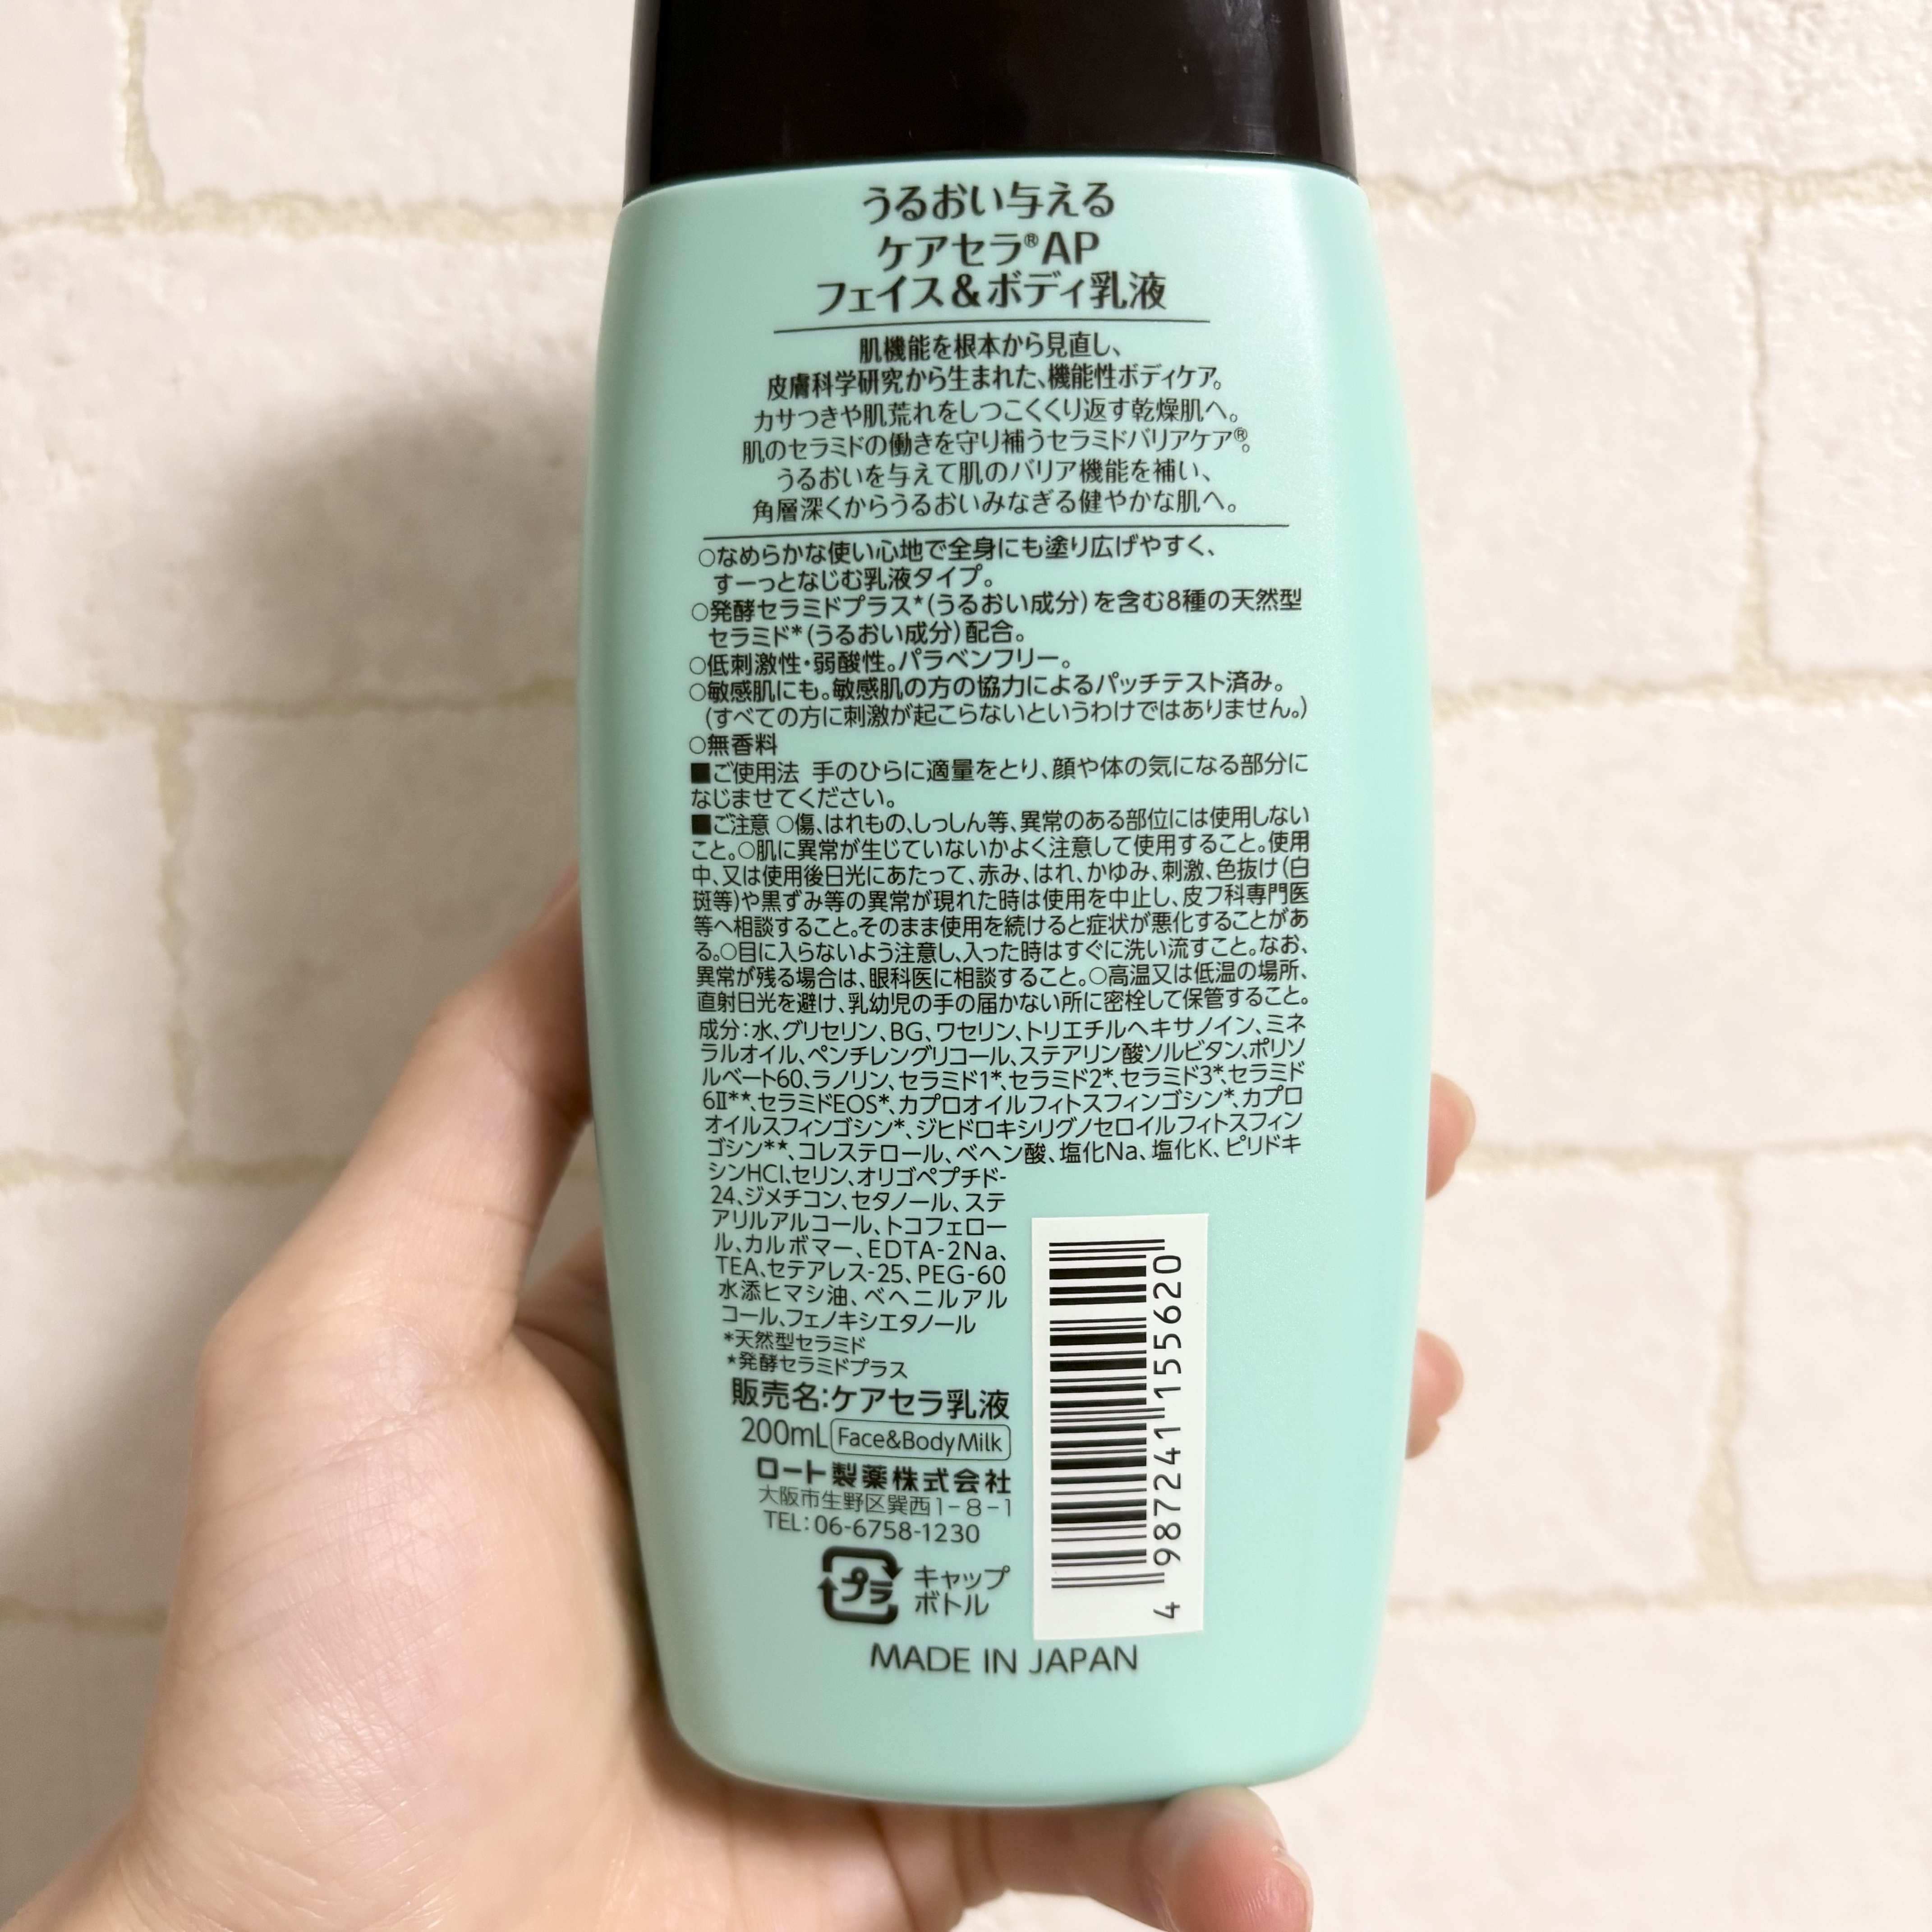 うるおい与える
ケアセラ®AP
フェイス&ボディ乳液
肌機能を根本から見直し、
皮膚科学研究から生まれた、機能性ボディケア。
カサつきや肌荒れをしつこくくり返す乾燥肌へ。
肌のセラミドの働きを守り補うセラミドバリアケア®。
うるおいを与えて肌のバリア機能を補い、
角層深くからうるおいみなぎる健やかな肌へ。
○なめらかな使い心地で全身にも塗り広げやすく、
すーっとなじむ乳液タイプ。
○発酵セラミドプラス★(うるおい成分)を含む8種の天然型
セラミド*(うるおい成分)配合。
○低刺激性・弱酸性。パラベンフリー。
○敏感肌にも。敏感肌の方の協力によるパッチテスト済み。
(すべての方に刺激が起こらないというわけではありません。)
○無香料
■ご使用法 手のひらに適量をとり、顔や体の気になる部分に
なじませてください。
■ご注意 ○傷、はれもの、しっしん等、異常のある部位には使用しない
こと。○肌に異常が生じていないかよく注意して使用すること。使用
中、又は使用後日光にあたって、赤み、はれ、かゆみ、刺激、色抜け(白
斑等)や黒ずみ等の異常が現れた時は使用を中止し、皮フ科専門医
等へ相談すること。そのまま使用を続けると症状が悪化することがあ
る。○目に入らないよう注意し、入った時はすぐに洗い流すこと。なお、
異常が残る場合は、眼科医に相談すること。○高温又は低温の場所、
直射日光を避け、乳幼児の手の届かない所に密栓して保管すること。
成分：水、グリセリン、BG、ワセリン、トリエチルヘキサノイン、ミネ
ラルオイル、ペンチレングリコール、ステアリン酸ソルビタン、ポリソ
ルベート60、ラノリン、セラミド1*、セラミド2*、セラミド3*、セラミド
6Ⅱ*★、セラミドEOS*、カプロオイルフィトスフィンゴシン*、カプロ
オイルスフィンゴシン*、ジヒドロキシリグノセロイルフィトスフィン
ゴシン*★、コレステロール、ベヘン酸、塩化Na、塩化K、ピリドキ
シンHCl、セリン、オリゴペプチド-
24、ジメチコン、セタノール、ステ
アリルアルコール、トコフェロー
ル、カルボマー、EDTA-2Na、
TEA、セテアレス-25、PEG-60
水添ヒマシ油、ベヘニルアル
コール、フェノキシエタノール
*天然型セラミド
★発酵セラミドプラス
販売名：ケアセラ乳液
200mL Face&BodyMilk
ロート製薬株式会社
大阪市生野区巽西1-8-1
TEL：06-6758-1230
プラ キャップ
ボトル
4 987241 155620
MADE IN JAPAN